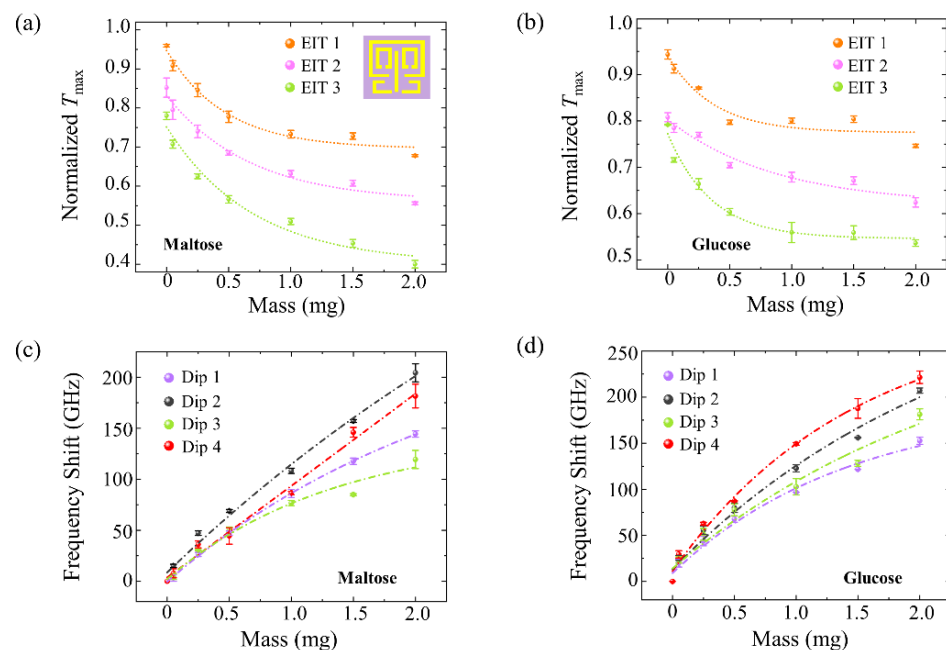 (a)
1.0
0.9
0.8
0.7
0.6
0.5
0.4
Normalized Tmax
EIT 1
EIT 2
EIT 3
Maltose
0 0.5 1.0 1.5 2.0
Mass (mg)
(b)
1.0
0.9
0.8
0.7
0.6
0.5
Normalized Tmax
EIT 1
EIT 2
EIT 3
Glucose
0 0.5 1.0 1.5 2.0
Mass (mg)
(c)
200
150
100
50
0
Frequency Shift (GHz)
Dip 1
Dip 2
Dip 3
Dip 4
Maltose
0 0.5 1.0 1.5 2.0
Mass (mg)
(d)
250
200
150
100
50
0
Frequency Shift (GHz)
Dip 1
Dip 2
Dip 3
Dip 4
Glucose
0 0.5 1.0 1.5 2.0
Mass (mg)